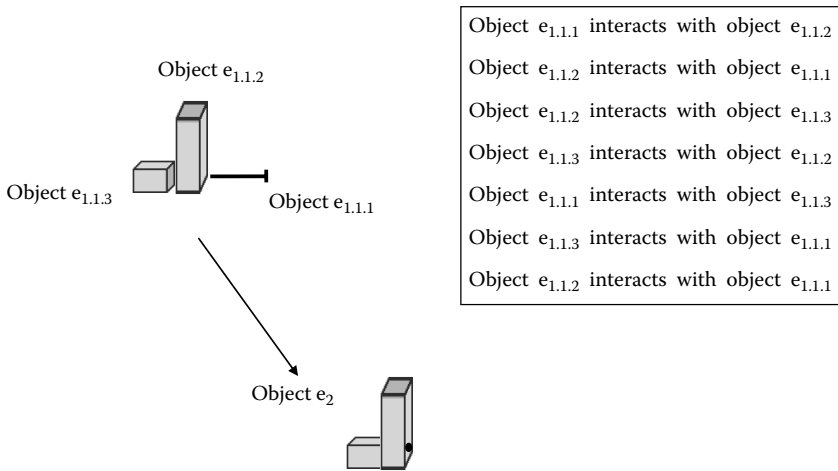 Object e1.1.2
Object e1.1.3
Object e1.1.1
Object e2
Object e1.1.1 interacts with object e1.1.2
Object e1.1.2 interacts with object e1.1.1
Object e1.1.2 interacts with object e1.1.3
Object e1.1.3 interacts with object e1.1.2
Object e1.1.1 interacts with object e1.1.3
Object e1.1.3 interacts with object e1.1.1
Object e1.1.2 interacts with object e1.1.1